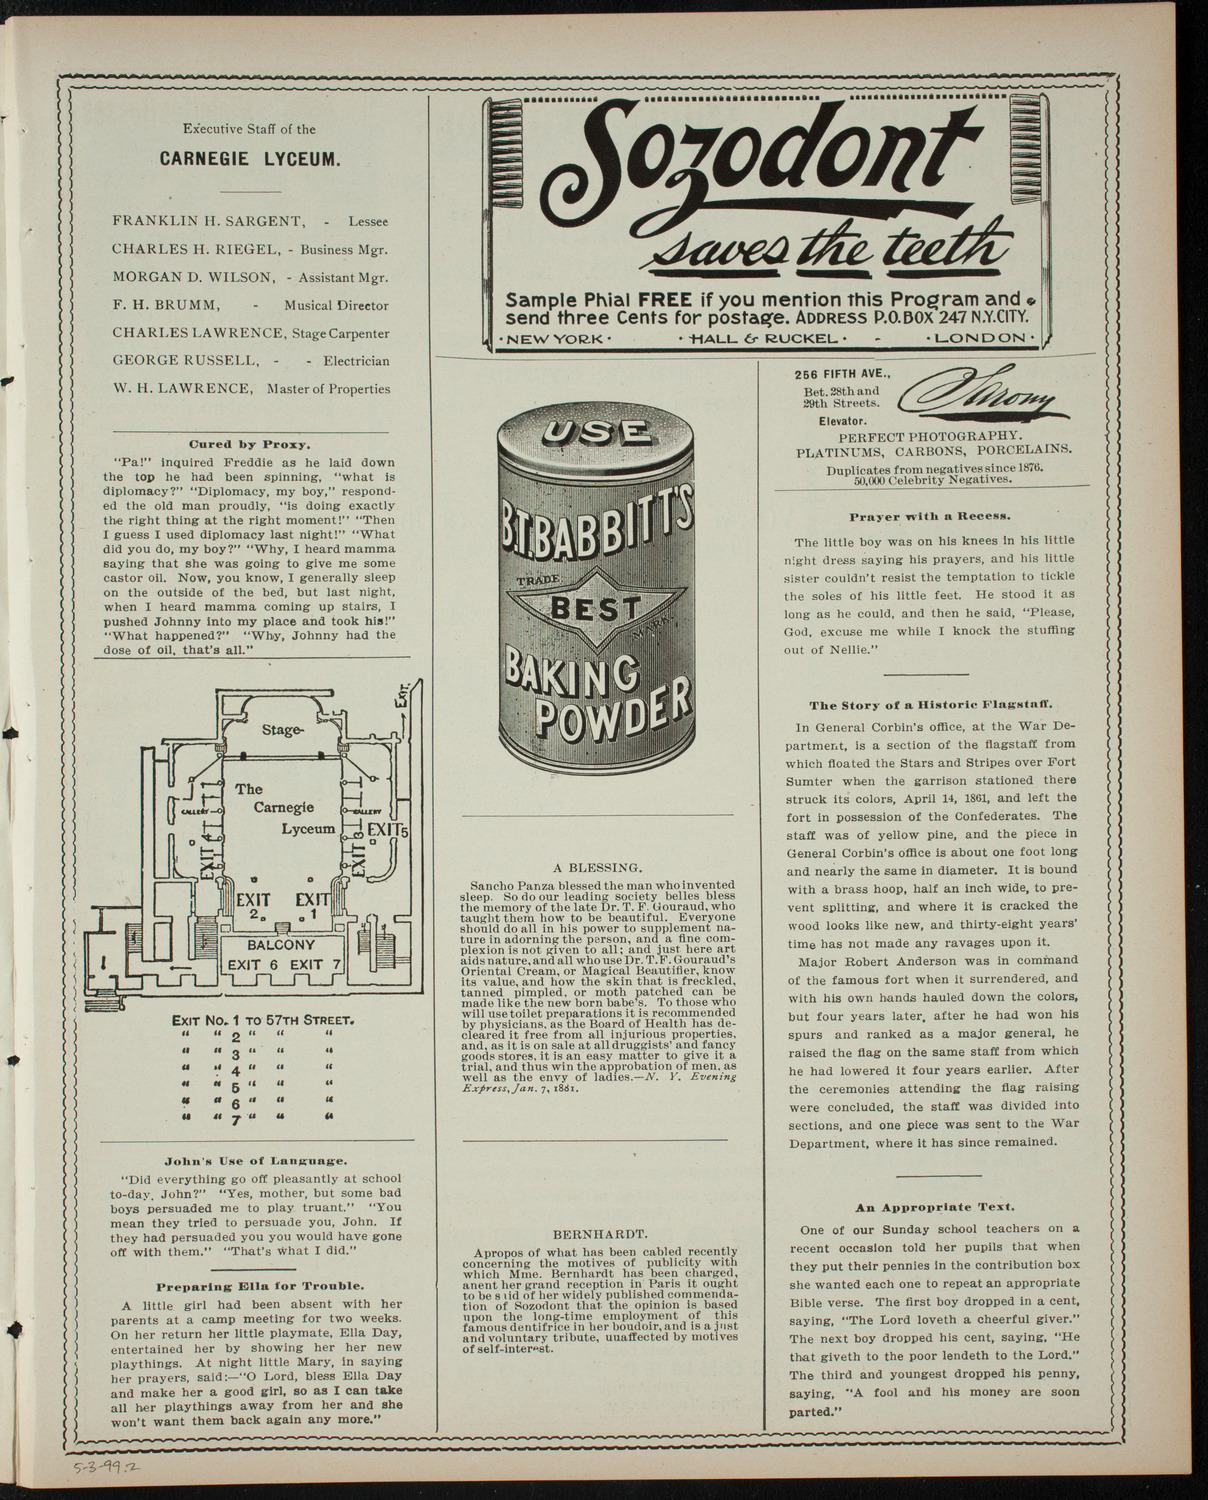 Executive Staff of the
CARNEGIE LYCEUM.
FRANKLIN H. SARGENT, - Lessee
CHARLES H. RIEGEL, - Business Mgr.
MORGAN D. WILSON, - Assistant Mgr.
F. H. BRUMM, - Musical Director
CHARLES LAWRENCE, Stage Carpenter
GEORGE RUSSELL, - - Electrician
W. H. LAWRENCE, Master of Properties
Cured by Proxy.
"Pa!" inquired Freddie as he laid down
the top he had been spinning, "what is
diplomacy?" "Diplomacy, my boy," respond-
ed the old man proudly, "is doing exactly
the right thing at the right moment!" "Then
I guess I used diplomacy last night!" "What
did you do, my boy?" "Why, I heard mamma
saying that she was going to give me some
castor oil. Now, you know, I generally sleep
on the outside of the bed, but last night,
when I heard mamma coming up stairs, I
pushed Johnny into my place and took his!"
"What happened?" "Why, Johnny had the
dose of oil, that's all."
EXIT.
Stage
The
Carnegie
Lyceum
GALLERY
GALLERY
EXIT 4
EXIT 3
EXIT 5
EXIT 2.
EXIT 1
BALCONY
EXIT 6 EXIT 7
EXIT No. 1 TO 57TH STREET.
" " 2 " " "
" " 3 " " "
" " 4 " " "
" " 5 " " "
" " 6 " " "
" " 7 " " "
John's Use of Language.
"Did everything go off pleasantly at school
to-day, John?" "Yes, mother, but some bad
boys persuaded me to play truant." "You
mean they tried to persuade you, John. If
they had persuaded you you would have gone
off with them." "That's what I did."
Preparing Ella for Trouble.
A little girl had been absent with her
parents at a camp meeting for two weeks.
On her return her little playmate, Ella Day,
entertained her by showing her her new
playthings. At night little Mary, in saying
her prayers, said:—"O Lord, bless Ella Day
and make her a good girl, so as I can take
all her playthings away from her and she
won't want them back again any more."
5-3-99.2
Sozodont
saves the teeth
Sample Phial FREE if you mention this Program and
send three Cents for postage. ADDRESS P.O. BOX 247 N.Y. CITY.
· NEW YORK · · HALL & RUCKEL · - · LONDON ·
USE
B.T. BABBITT'S
TRADE
BEST
MARK
BAKING
POWDER
A BLESSING.
Sancho Panza blessed the man who invented
sleep. So do our leading society belles bless
the memory of the late Dr. T. F. Gouraud, who
taught them how to be beautiful. Everyone
should do all in his power to supplement na-
ture in adorning the person, and a fine com-
plexion is not given to all; and just here art
aids nature, and all who use Dr. T. F. Gouraud's
Oriental Cream, or Magical Beautifier, know
its value, and how the skin that is freckled,
tanned pimpled, or moth patched can be
made like the new born babe's. To those who
will use toilet preparations it is recommended
by physicians, as the Board of Health has de-
cleared it free from all injurious properties,
and, as it is on sale at all druggists' and fancy
goods stores, it is an easy matter to give it a
trial, and thus win the approbation of men, as
well as the envy of ladies.—N. Y. Evening
Express, Jan. 7, 1881.
BERNHARDT.
Apropos of what has been cabled recently
concerning the motives of publicity with
which Mme. Bernhardt has been charged,
anent her grand reception in Paris it ought
to be s id of her widely published commenda-
tion of Sozodont that the opinion is based
upon the long-time employment of this
famous dentifrice in her boudoir, and is a just
and voluntary tribute, unaffected by motives
of self-interest.
256 FIFTH AVE.,
Bet. 28th and
29th Streets.
Elevator.
Sarony
PERFECT PHOTOGRAPHY.
PLATINUMS, CARBONS, PORCELAINS.
Duplicates from negatives since 1876.
50,000 Celebrity Negatives.
Prayer with a Recess.
The little boy was on his knees in his little
night dress saying his prayers, and his little
sister couldn't resist the temptation to tickle
the soles of his little feet. He stood it as
long as he could, and then he said, "Please,
God, excuse me while I knock the stuffing
out of Nellie."
The Story of a Historic Flagstaff.
In General Corbin's office, at the War De-
partment, is a section of the flagstaff from
which floated the Stars and Stripes over Fort
Sumter when the garrison stationed there
struck its colors, April 14, 1861, and left the
fort in possession of the Confederates. The
staff was of yellow pine, and the piece in
General Corbin's office is about one foot long
and nearly the same in diameter. It is bound
with a brass hoop, half an inch wide, to pre-
vent splitting, and where it is cracked the
wood looks like new, and thirty-eight years'
time has not made any ravages upon it.
Major Robert Anderson was in command
of the famous fort when it surrendered, and
with his own hands hauled down the colors,
but four years later, after he had won his
spurs and ranked as a major general, he
raised the flag on the same staff from which
he had lowered it four years earlier. After
the ceremonies attending the flag raising
were concluded, the staff was divided into
sections, and one piece was sent to the War
Department, where it has since remained.
An Appropriate Text.
One of our Sunday school teachers on a
recent occasion told her pupils that when
they put their pennies in the contribution box
she wanted each one to repeat an appropriate
Bible verse. The first boy dropped in a cent,
saying, "The Lord loveth a cheerful giver."
The next boy dropped his cent, saying, "He
that giveth to the poor lendeth to the Lord."
The third and youngest dropped his penny,
saying, "A fool and his money are soon
parted."